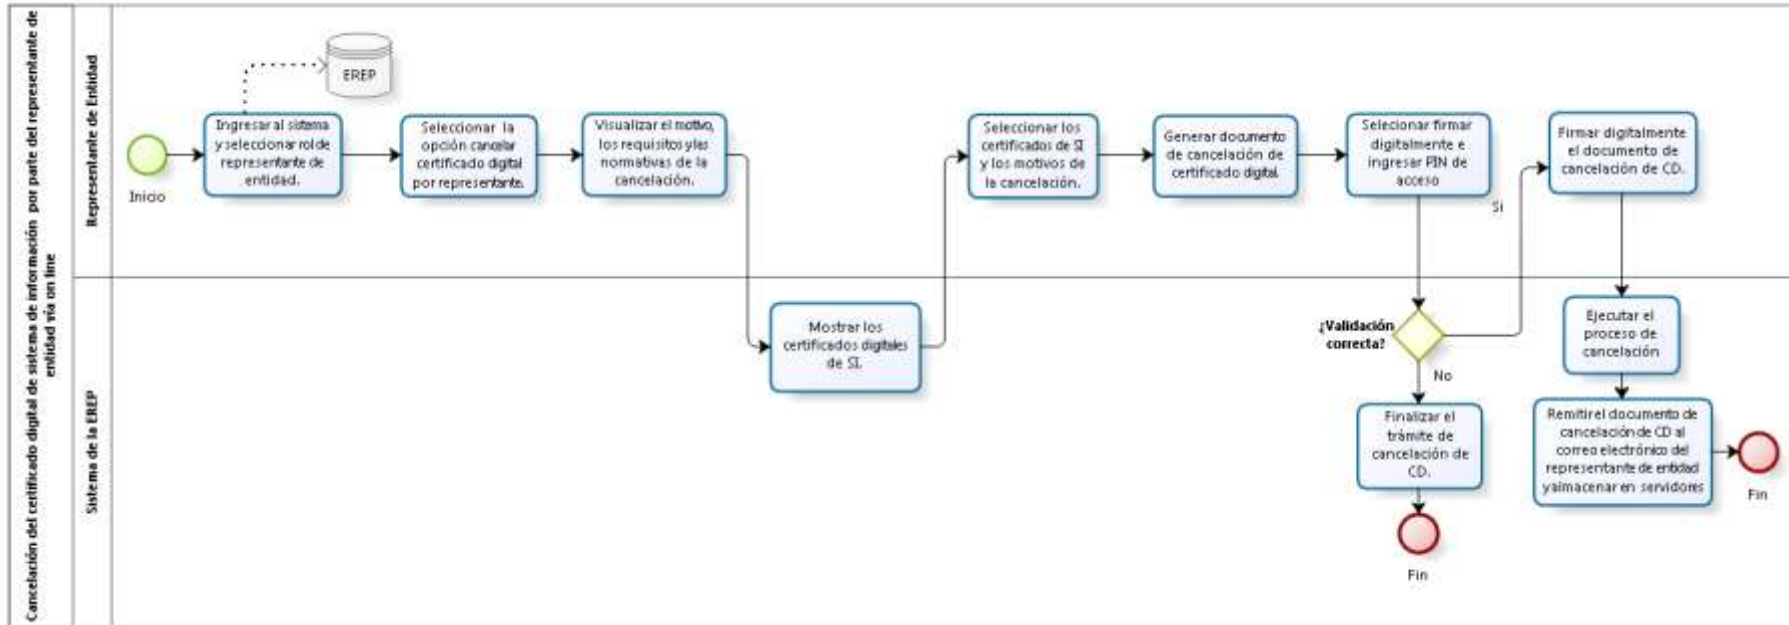 Cancelación del certificado digital de sistema de información por parte del representante de
entidad vía on line
Representante de Entidad
Sistema de la EREP
Inicio
EREP
Ingresar al sistema
y seleccionar rol de
representante de
entidad.
Seleccionar la
opción cancelar
certificado digital
por representante.
Visualizar el motivo,
los requisitos y las
normativas de la
cancelación.
Mostrar los
certificados digitales
de SI.
Seleccionar los
certificados de SI
y los motivos de
la cancelación.
Generar documento
de cancelación de
certificado digital
Selecionar firmar
digitalmente e
ingresar PIN de
acceso
¿Validación
correcta?
Si
No
Firmar digitalmente
el documento de
cancelación de CD.
Ejecutar el
proceso de
cancelación
Remitir el documento de
cancelación de CD al
correo electrónico del
representante de entidad
y almacenar en servidores
Fin
Finalizar el
trámite de
cancelación de
CD.
Fin